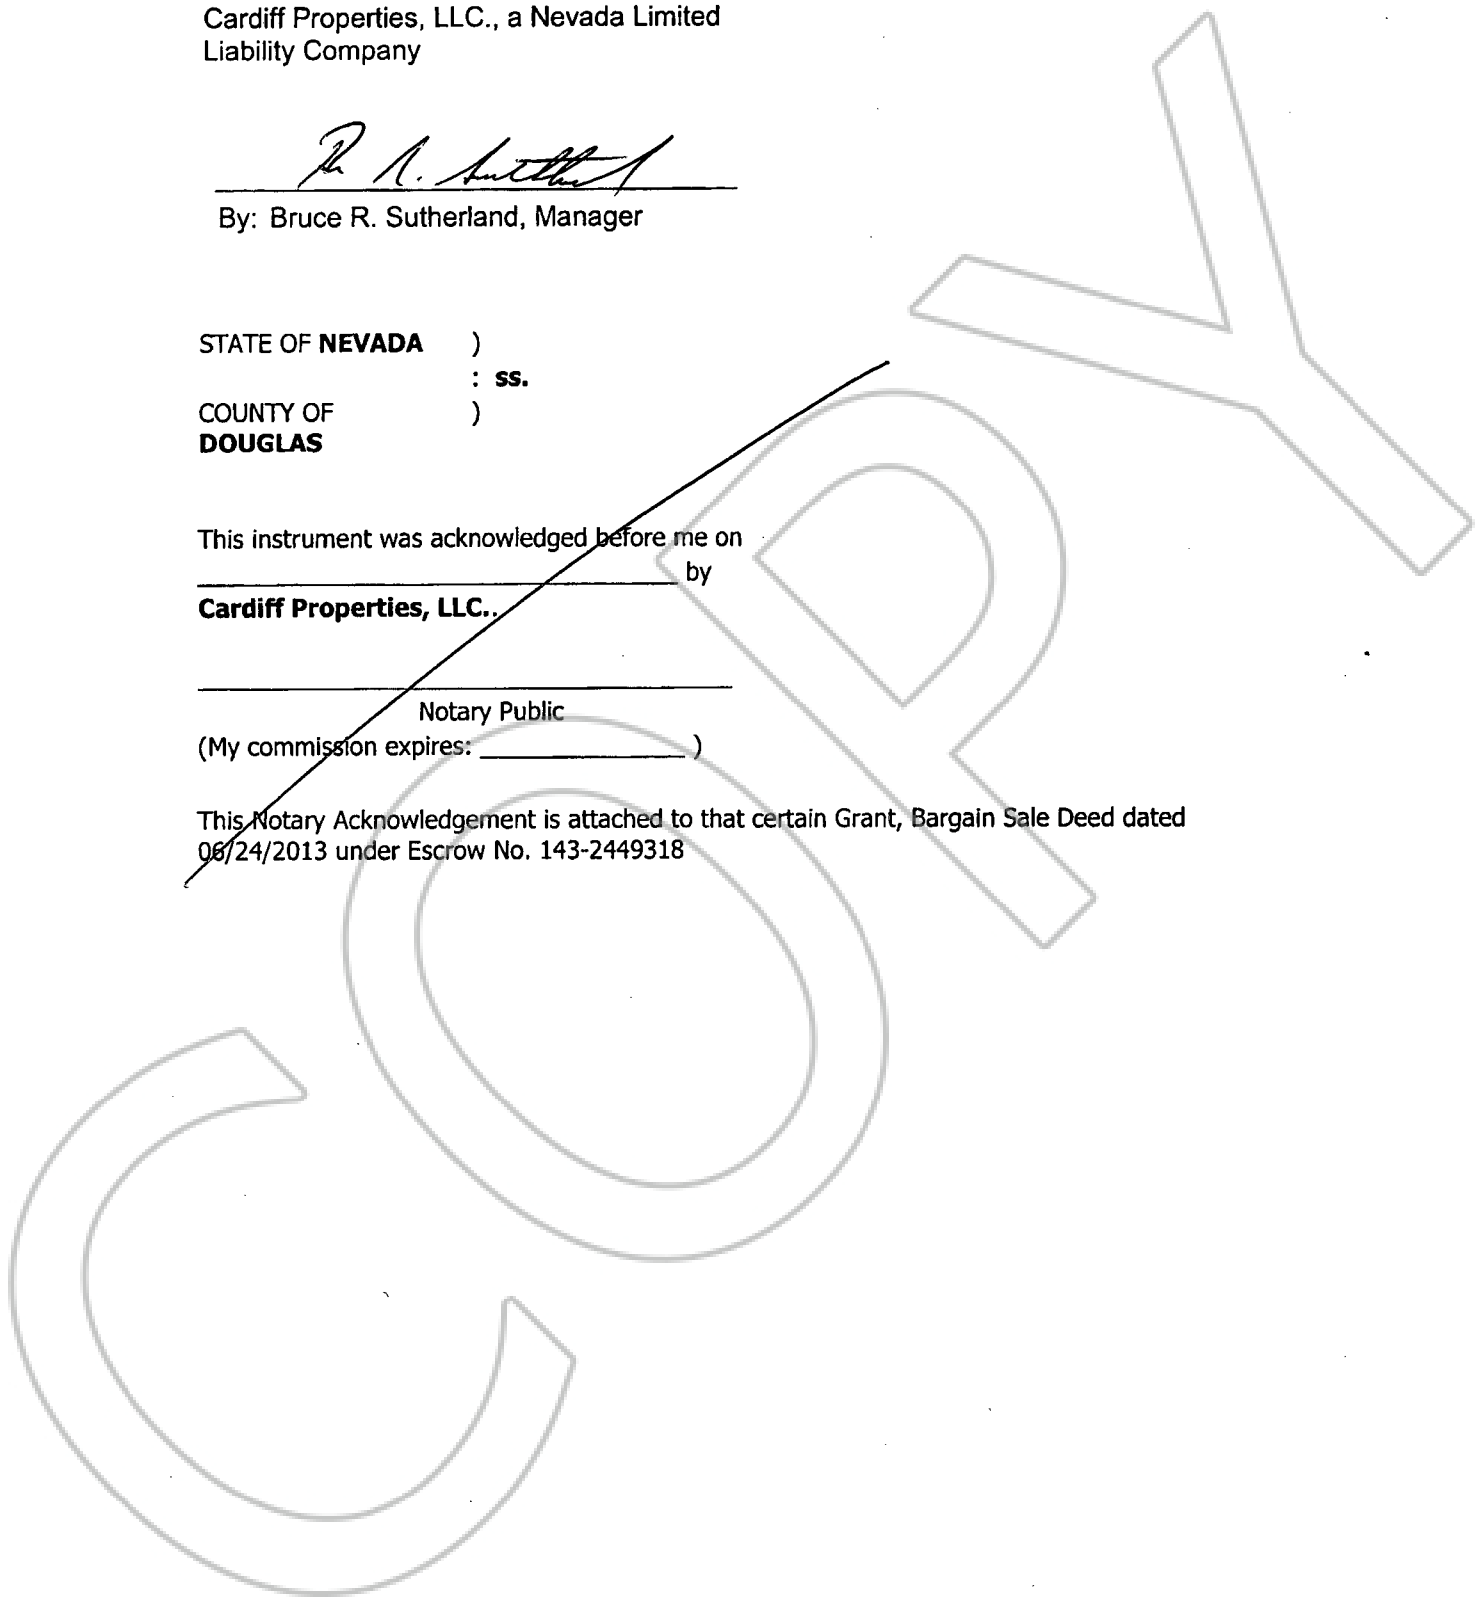 Cardiff Properties, LLC., a Nevada Limited
Liability Company
By: Bruce R. Sutherland, Manager
STATE OF NEVADA )
: ss.
COUNTY OF )
DOUGLAS
This instrument was acknowledged before me on
by
Cardiff Properties, LLC..
Notary Public
(My commission expires: )
This Notary Acknowledgement is attached to that certain Grant, Bargain Sale Deed dated
06/24/2013 under Escrow No. 143-2449318
COPY